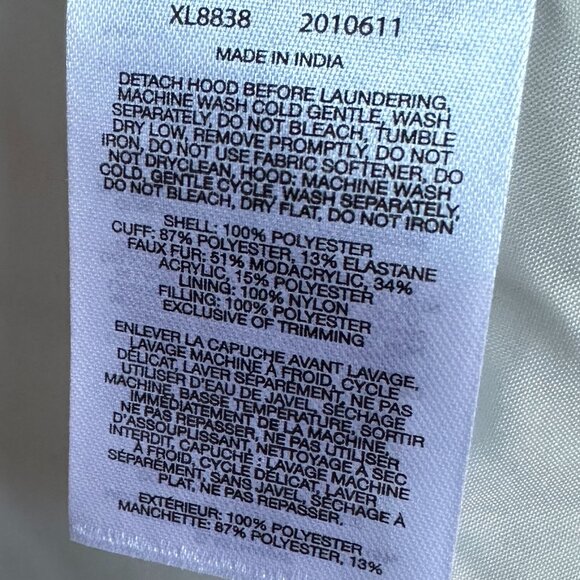 XL8838 2010611
MADE IN INDIA
DETACH HOOD BEFORE LAUNDERING,
MACHINE WASH COLD GENTLE, WASH
SEPARATELY, DO NOT BLEACH, TUMBLE
DRY LOW, REMOVE PROMPTLY, DO NOT
IRON, DO NOT USE FABRIC SOFTENER, DO
NOT DRYCLEAN, HOOD: MACHINE WASH
COLD, GENTLE CYCLE, WASH SEPARATELY,
DO NOT BLEACH, DRY FLAT, DO NOT IRON
SHELL: 100% POLYESTER
CUFF: 87% POLYESTER, 13% ELASTANE
FAUX FUR: 51% MODACRYLIC, 34%
ACRYLIC, 15% POLYESTER
LINING: 100% NYLON
FILLING: 100% POLYESTER
EXCLUSIVE OF TRIMMING
ENLEVER LA CAPUCHE AVANT LAVAGE,
LAVAGE MACHINE À FROID, CYCLE
DÉLICAT, LAVER SÉPARÉMENT, NE PAS
UTILISER D'EAU DE JAVEL, SÉCHAGE
MACHINE, BASSE TEMPÉRATURE, SORTIR
IMMÉDIATEMENT DE LA MACHINE,
NE PAS REPASSER, NE PAS UTILISER
D'ASSOUPLISSANT, NETTOYAGE À SEC
INTERDIT, CAPUCHE : LAVAGE MACHINE
À FROID, CYCLE DÉLICAT, LAVER
SÉPARÉMENT, SANS JAVEL, SÉCHAGE
PLAT, NE PAS REPASSER.
EXTÉRIEUR: 100% POLYESTER
MANCHETTE: 87% POLYESTER, 13%